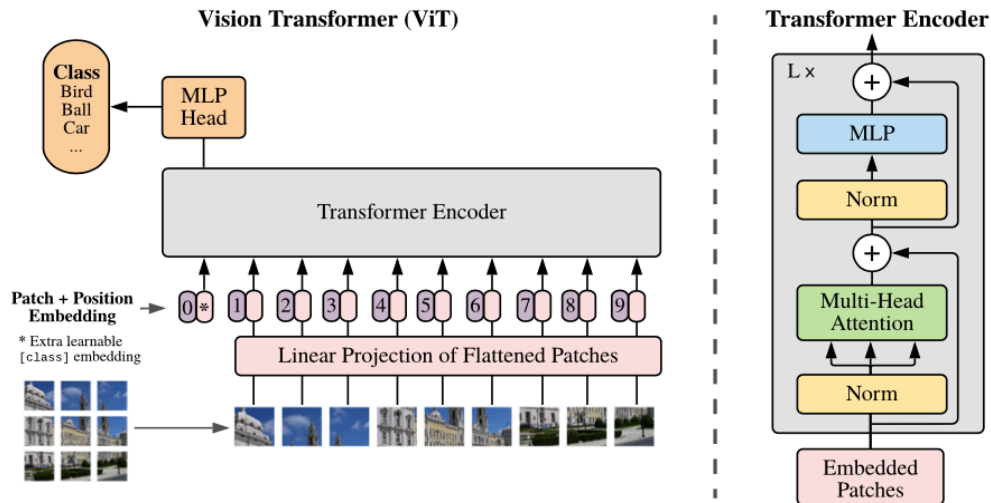 Vision Transformer (ViT)
Class
Bird
Ball
Car
...
MLP
Head
Transformer Encoder
Patch + Position
Embedding
0 * 1 2 3 4 5 6 7 8 9
* Extra learnable
[class] embedding
Linear Projection of Flattened Patches
Transformer Encoder
L ×
+
MLP
Norm
+
Multi-Head
Attention
Norm
Embedded
Patches